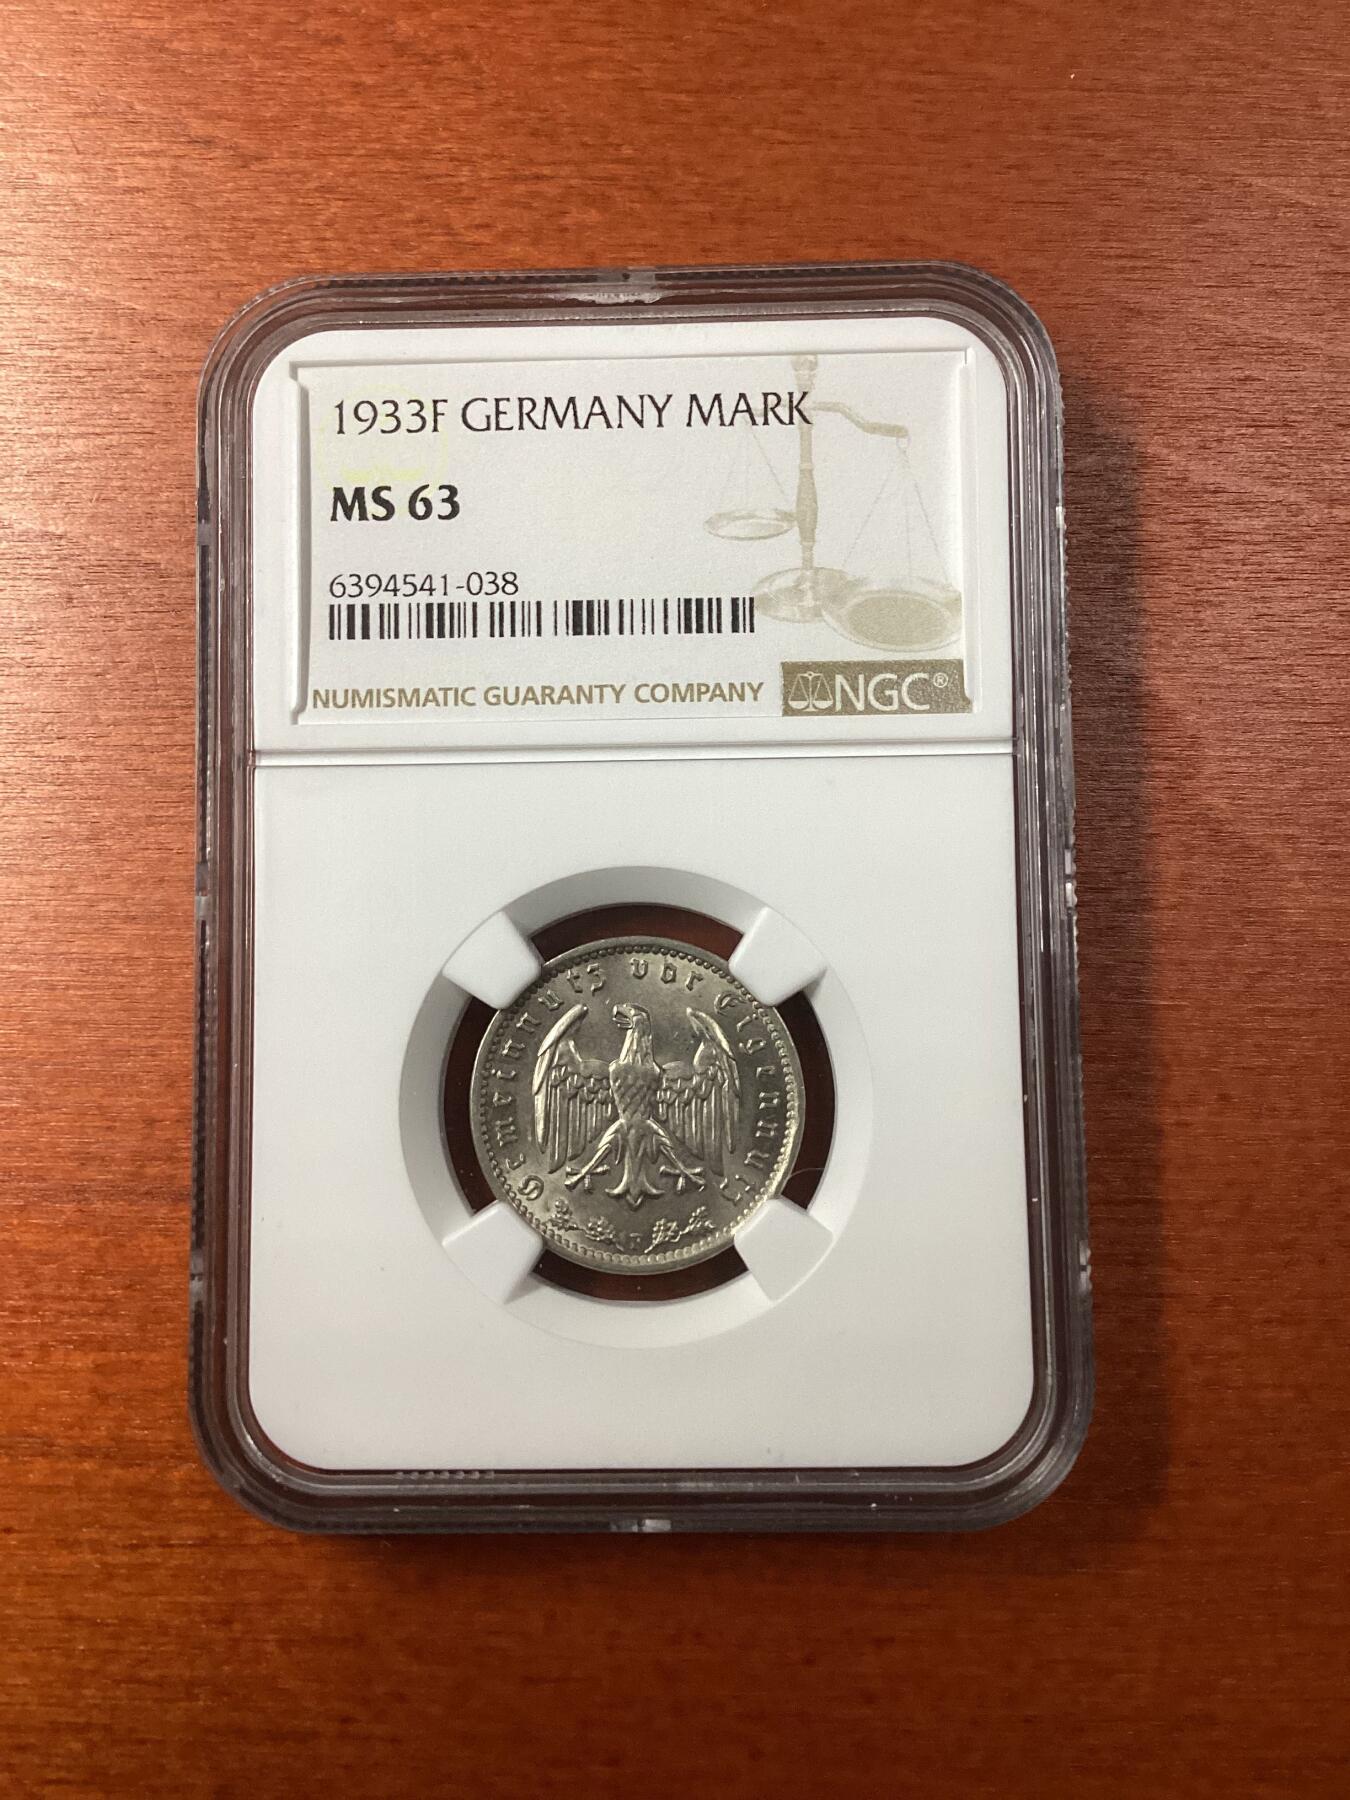 1933F GERMANY MARK
MS 63
6394541-038
NUMISMATIC GUARANTY COMPANY NGC®
Gemeinnutz vor Eigennutz
F